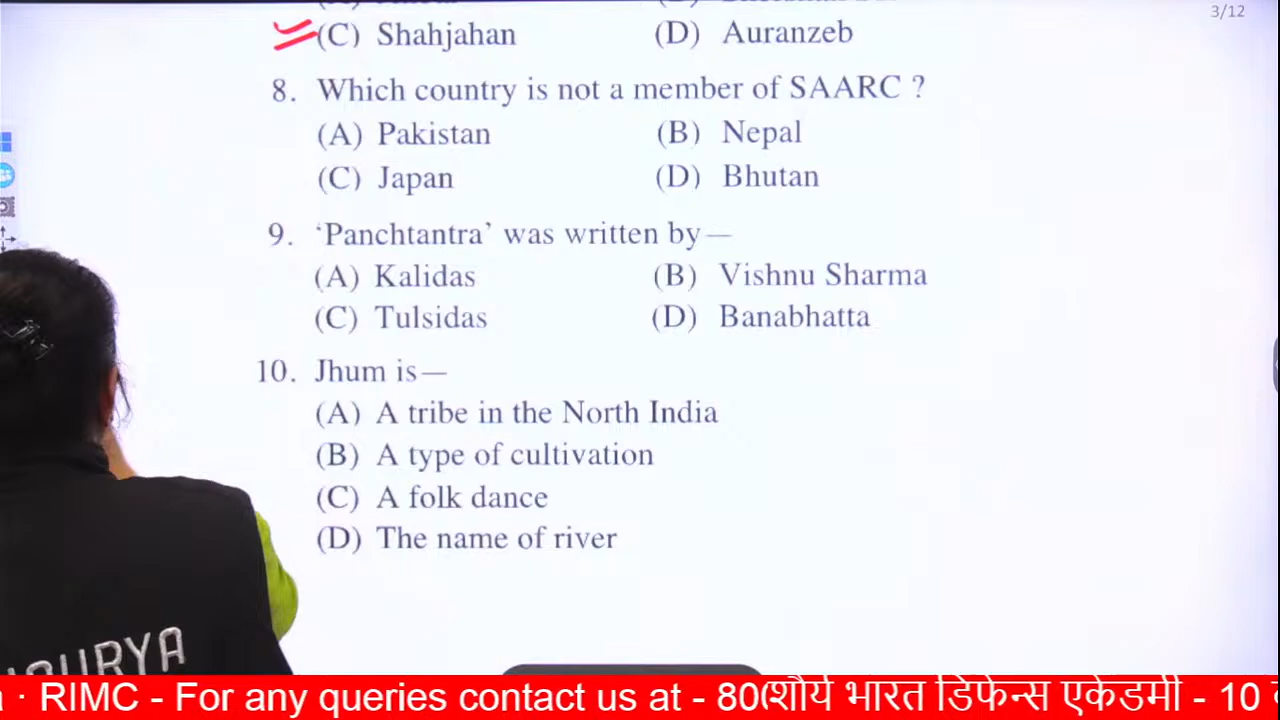 3/12
(C) Shahjahan (D) Auranzeb
8. Which country is not a member of SAARC ?
(A) Pakistan (B) Nepal
(C) Japan (D) Bhutan
9. ‘Panchtantra’ was written by—
(A) Kalidas (B) Vishnu Sharma
(C) Tulsidas (D) Banabhatta
10. Jhum is—
(A) A tribe in the North India
(B) A type of cultivation
(C) A folk dance
(D) The name of river
· RIMC - For any queries contact us at - 80 शौर्य भारत डिफेन्स एकेडमी - 10